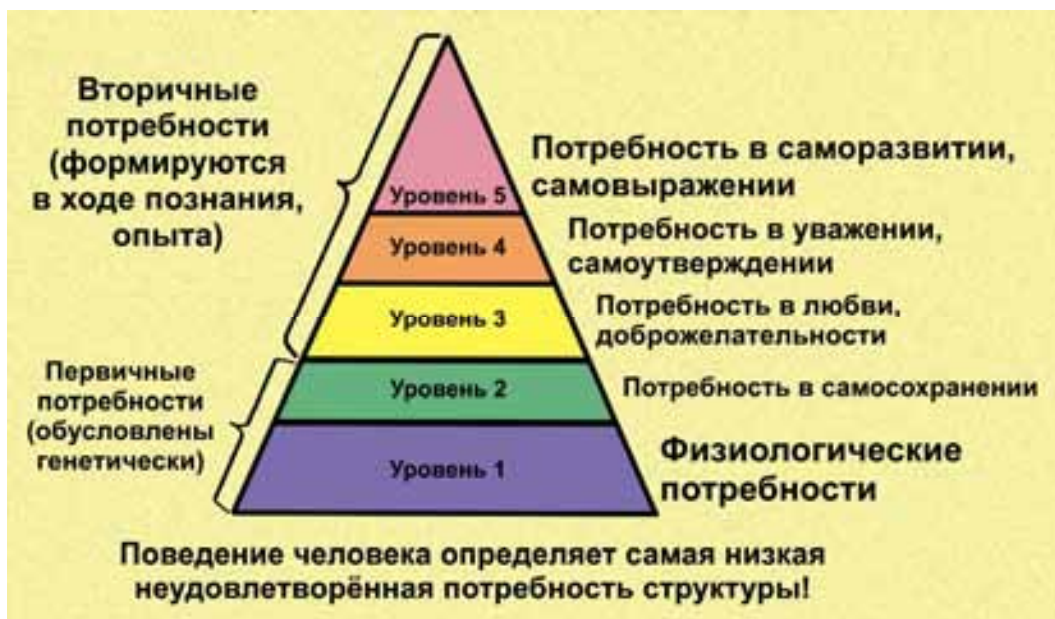 Вторичные
потребности
(формируются
в ходе познания,
опыта)
Потребность в саморазвитии,
самовыражении
Уровень 5
Потребность в уважении,
самоутверждении
Уровень 4
Потребность в любви,
доброжелательности
Уровень 3
Первичные
потребности
(обусловлены
генетически)
Уровень 2
Потребность в самосохранении
Уровень 1
Физиологические
потребности
Поведение человека определяет самая низкая
неудовлетворённая потребность структуры!